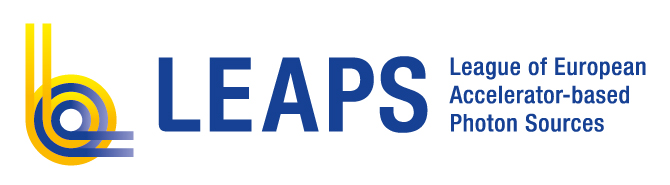 LEAPS
League of European
Accelerator-based
Photon Sources